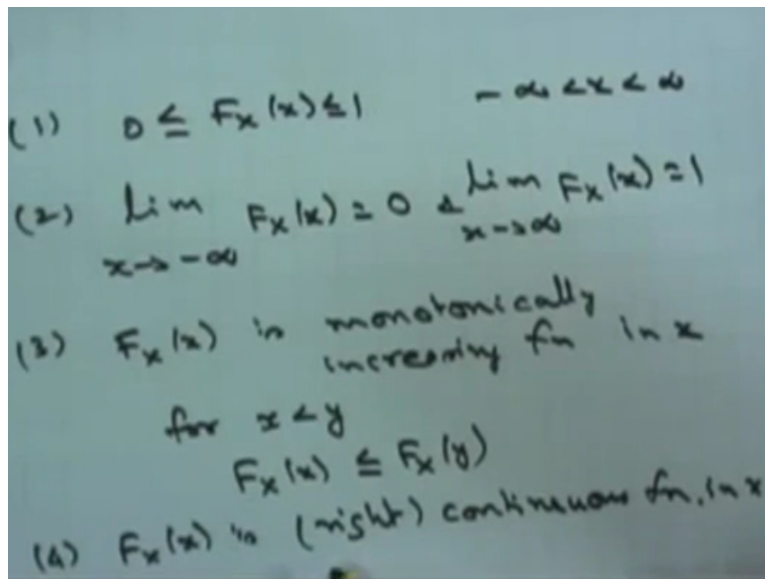 (1) 0 ≤ Fx(x) ≤ 1 -∞ < x < ∞
(2) lim Fx(x) = 0 & lim Fx(x) = 1
x → -∞ x → ∞
(3) Fx(x) is monotonically
increasing fn in x
for x < y
Fx(x) ≤ Fx(y)
(4) Fx(x) is (right) continuous fn. in x